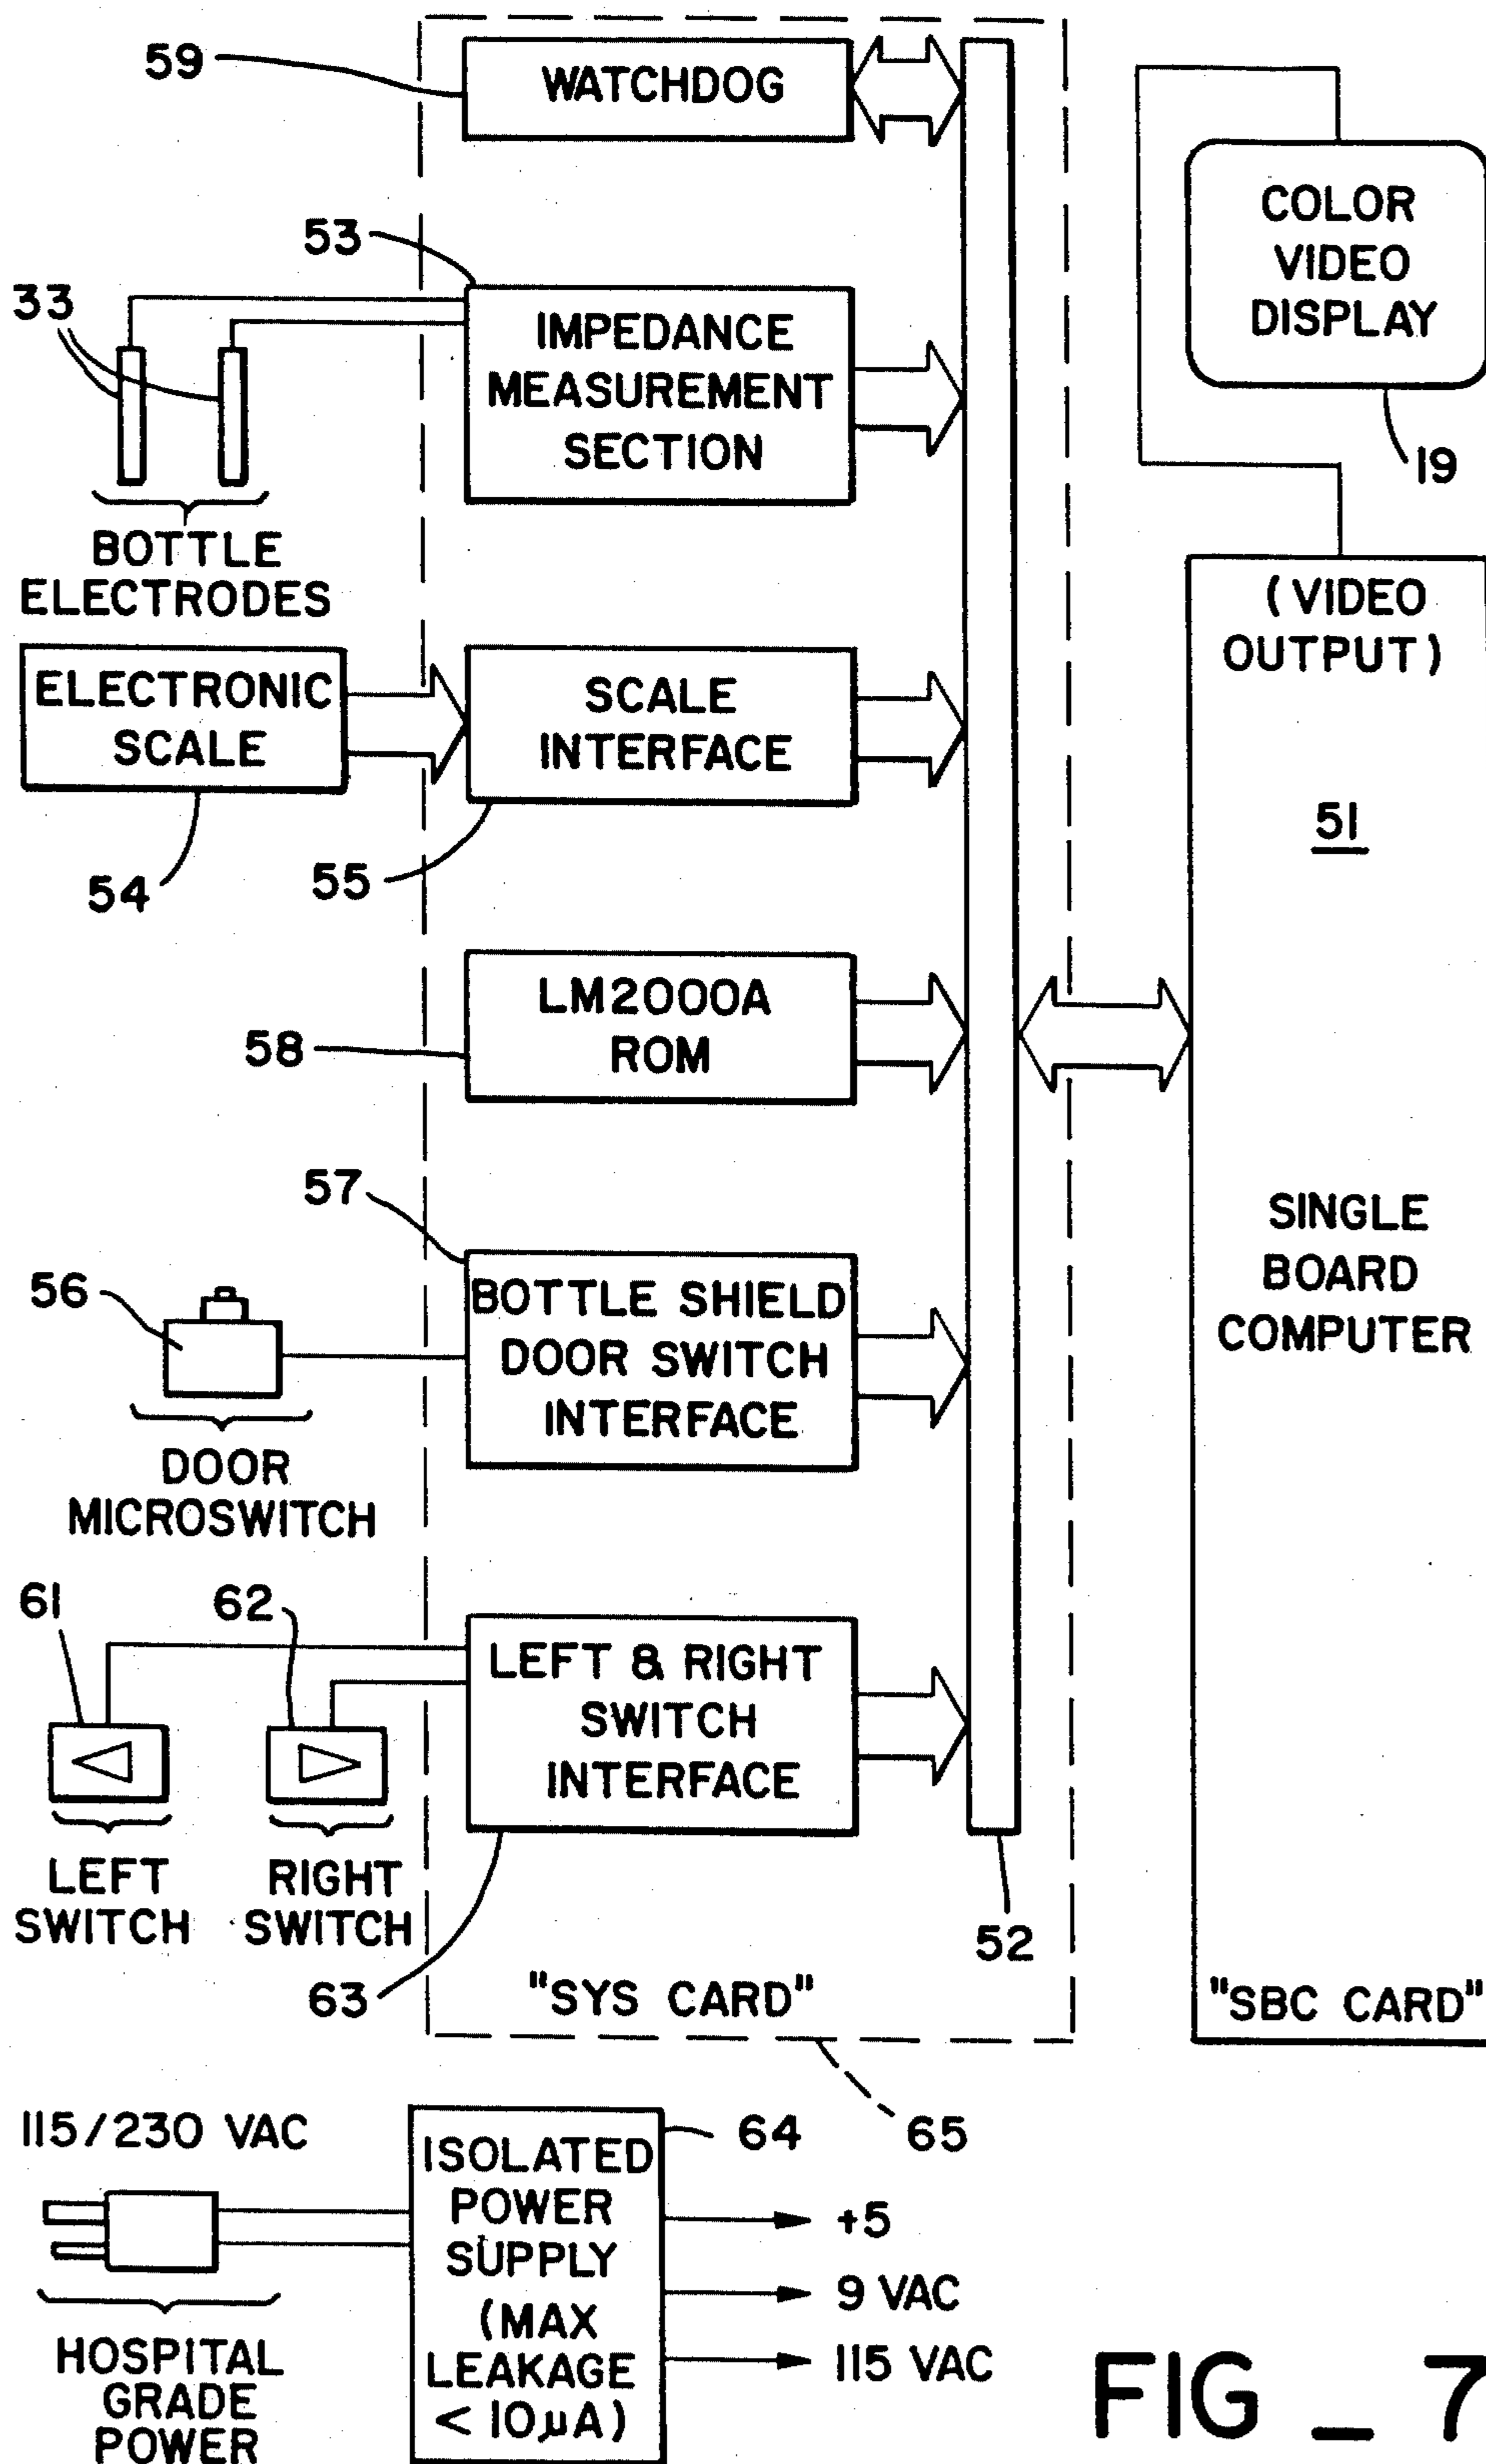 59
WATCHDOG
COLOR
VIDEO
DISPLAY
19
53
IMPEDANCE
MEASUREMENT
SECTION
33
BOTTLE
ELECTRODES
(VIDEO
OUTPUT)
51
SINGLE
BOARD
COMPUTER
"SBC CARD"
ELECTRONIC
SCALE
54
SCALE
INTERFACE
55
LM2000A
ROM
58
57
BOTTLE SHIELD
DOOR SWITCH
INTERFACE
56
DOOR
MICROSWITCH
61
62
LEFT & RIGHT
SWITCH
INTERFACE
LEFT
SWITCH
RIGHT
SWITCH
63
52
"SYS CARD"
65
115/230 VAC
HOSPITAL
GRADE
POWER
ISOLATED
POWER
SUPPLY
(MAX
LEAKAGE
< 10µA)
64
+5
9 VAC
115 VAC
FIG _ 7